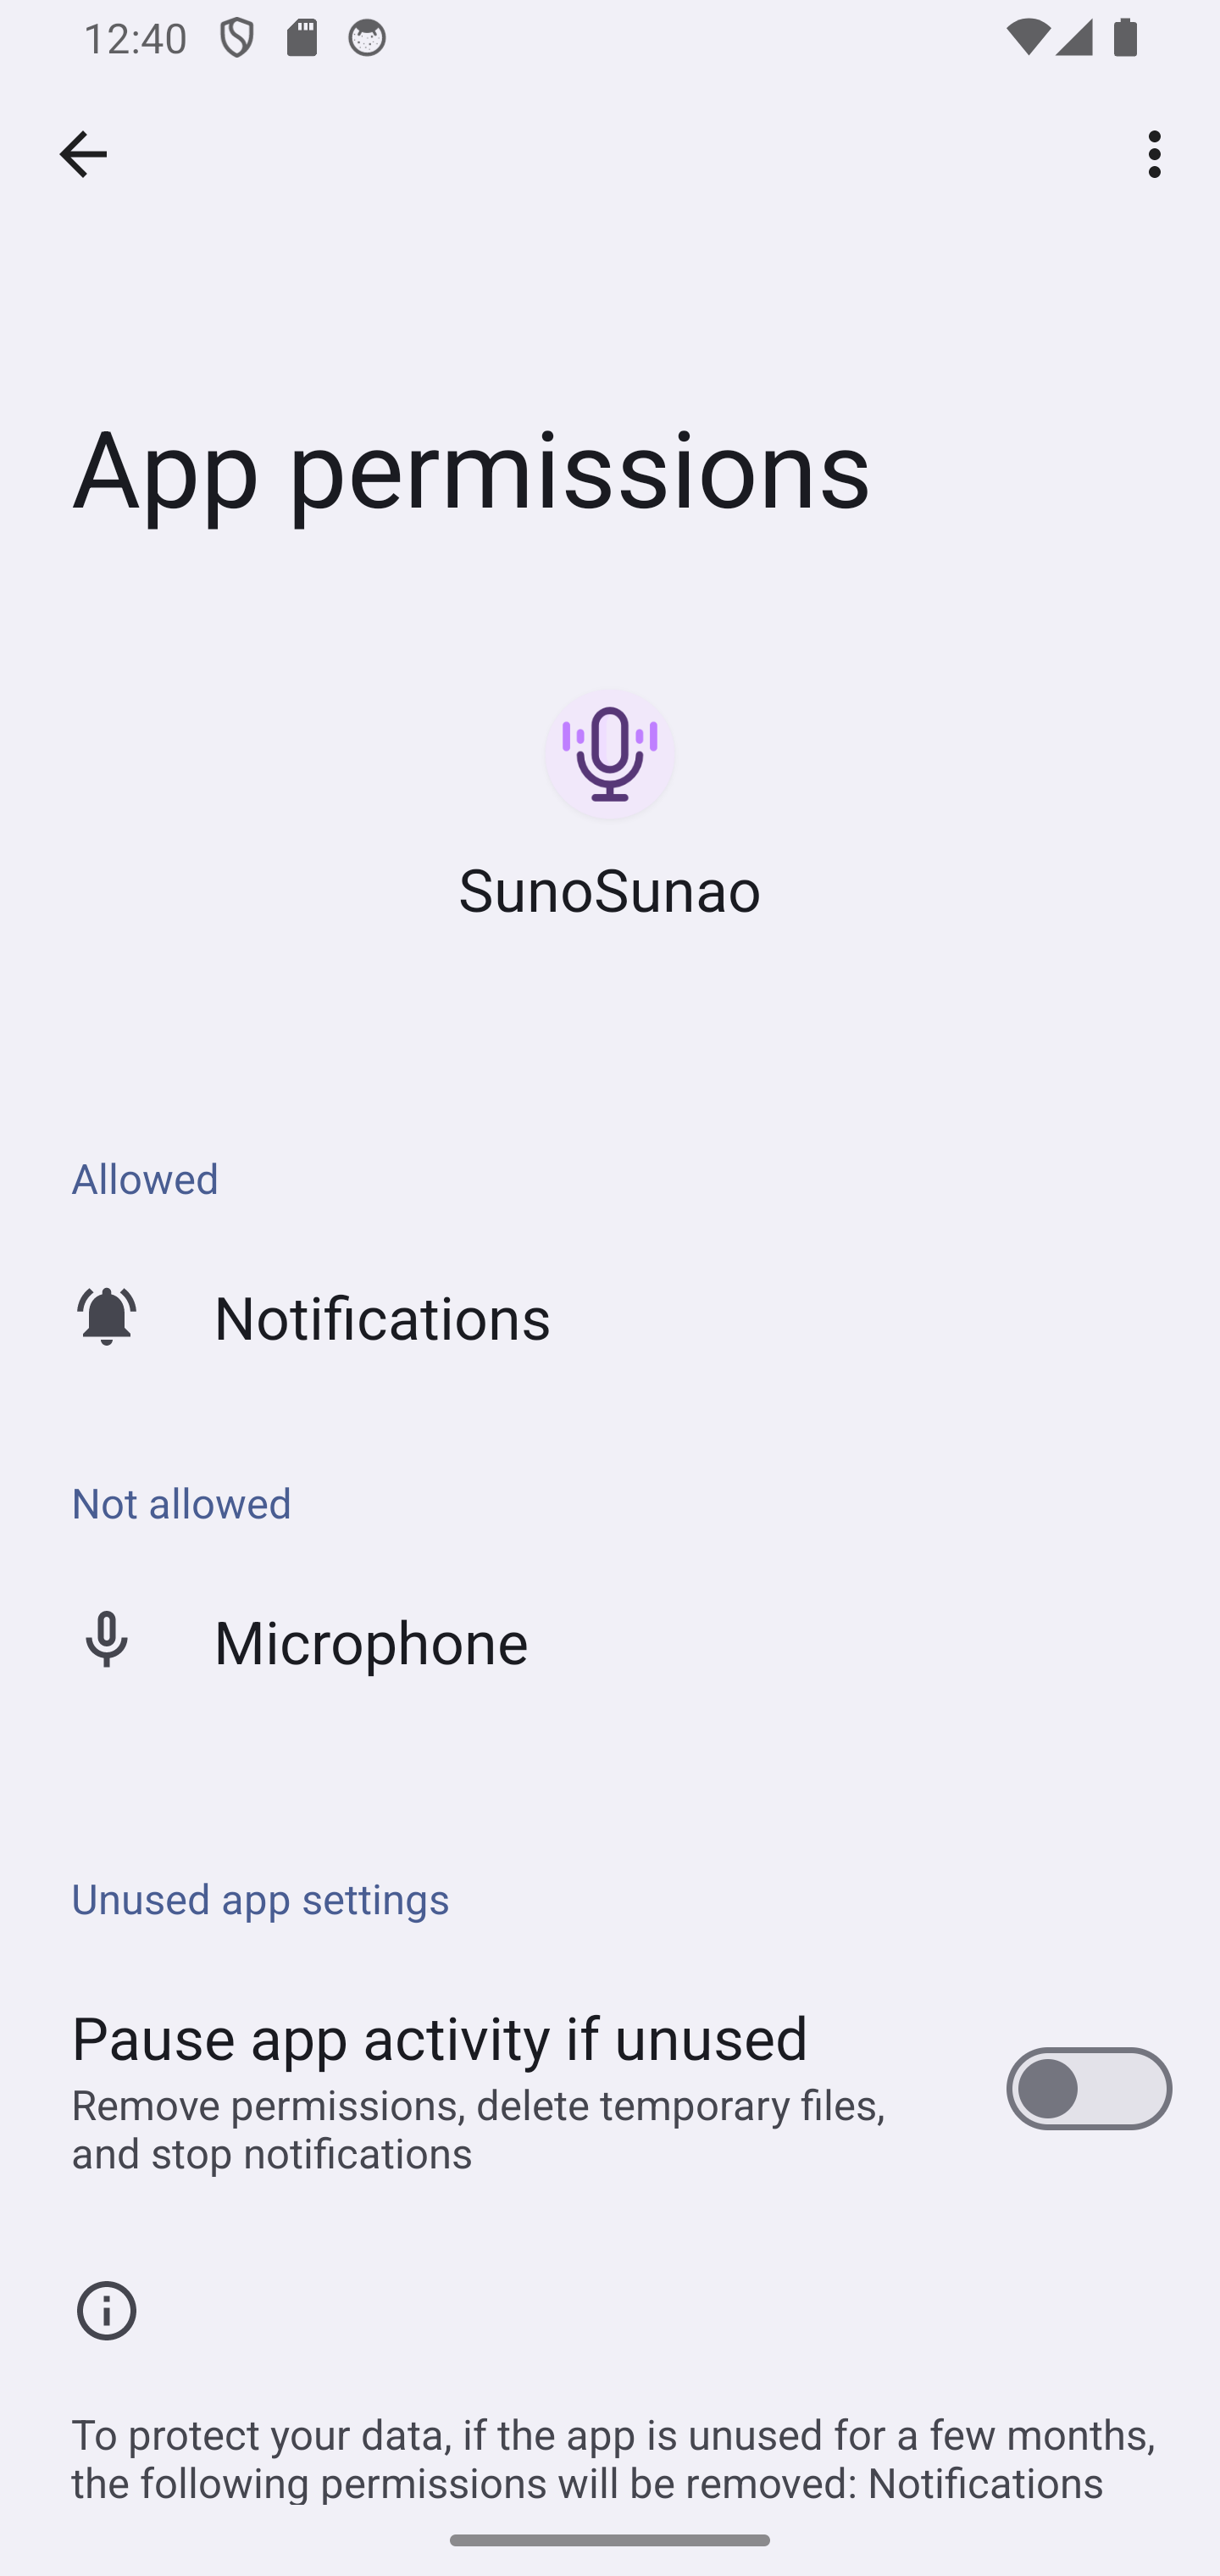 12:40
App permissions
SunoSunao
Allowed
Notifications
Not allowed
Microphone
Unused app settings
Pause app activity if unused
Remove permissions, delete temporary files,
and stop notifications
To protect your data, if the app is unused for a few months,
the following permissions will be removed: Notifications